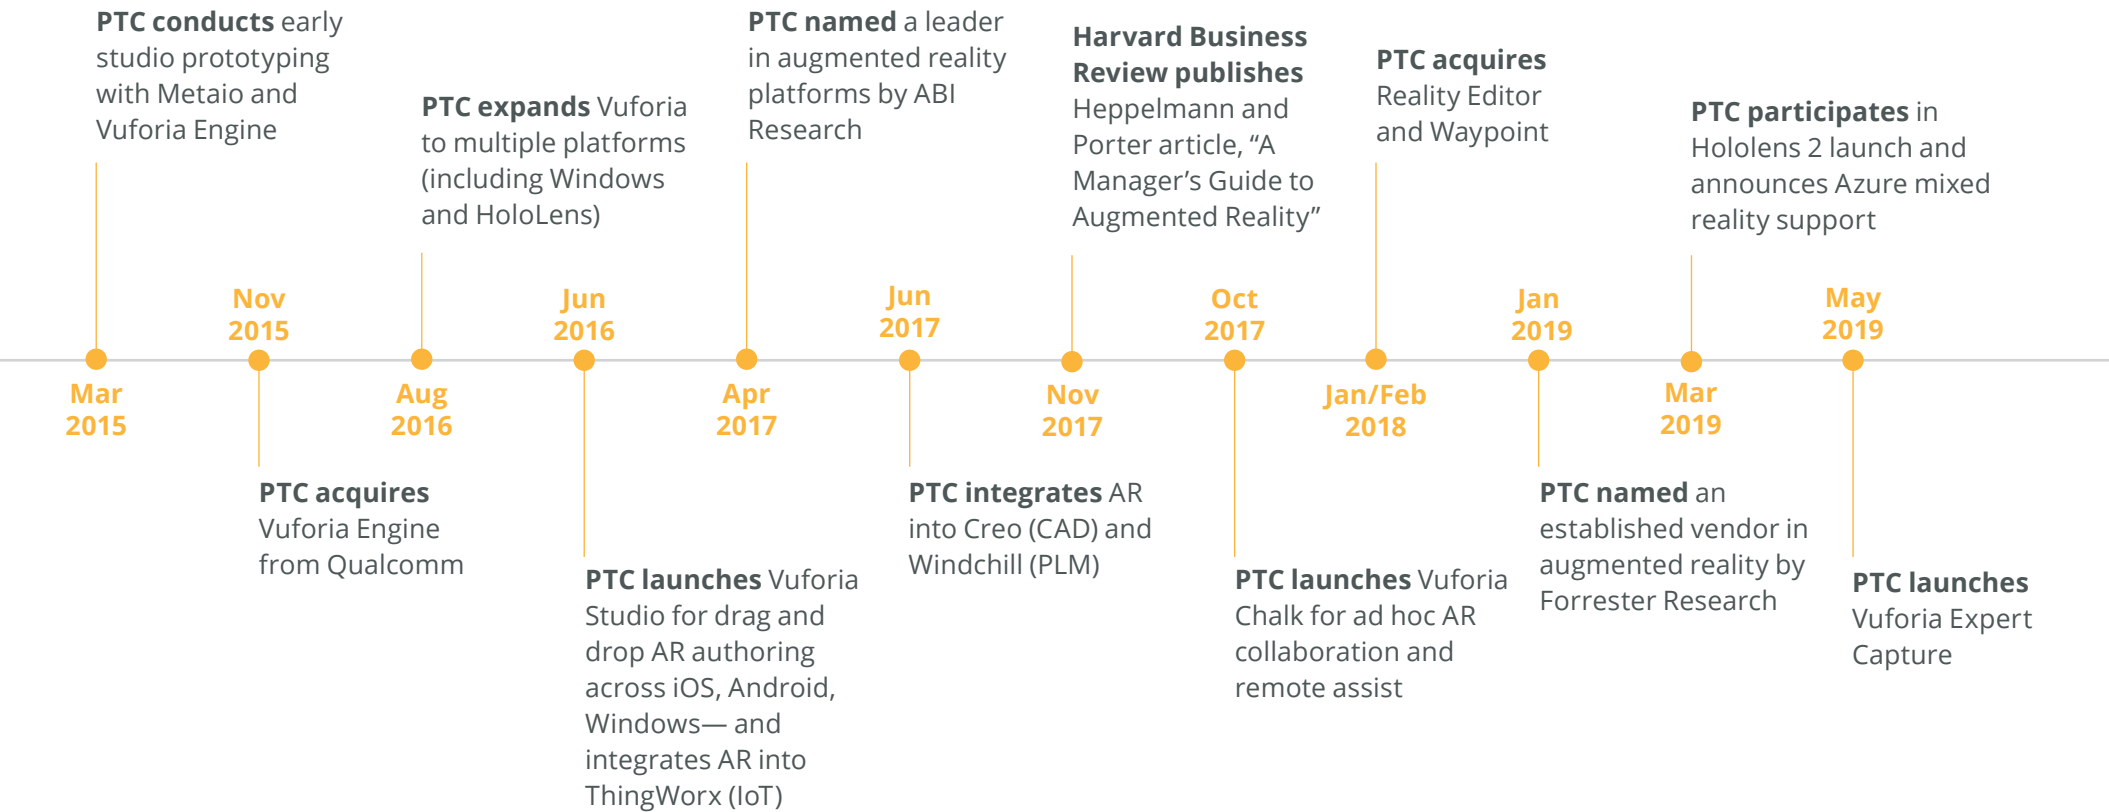 PTC conducts early
studio prototyping
with Metaio and
Vuforia Engine
Mar
2015
Nov
2015
PTC acquires
Vuforia Engine
from Qualcomm
PTC expands Vuforia
to multiple platforms
(including Windows
and HoloLens)
Aug
2016
Jun
2016
PTC launches Vuforia
Studio for drag and
drop AR authoring
across iOS, Android,
Windows— and
integrates AR into
ThingWorx (IoT)
PTC named a leader
in augmented reality
platforms by ABI
Research
Apr
2017
Jun
2017
PTC integrates AR
into Creo (CAD) and
Windchill (PLM)
Harvard Business
Review publishes
Heppelmann and
Porter article, “A
Manager’s Guide to
Augmented Reality”
Nov
2017
Oct
2017
PTC launches Vuforia
Chalk for ad hoc AR
collaboration and
remote assist
PTC acquires
Reality Editor
and Waypoint
Jan/Feb
2018
Jan
2019
PTC named an
established vendor in
augmented reality by
Forrester Research
PTC participates in
Hololens 2 launch and
announces Azure mixed
reality support
Mar
2019
May
2019
PTC launches
Vuforia Expert
Capture